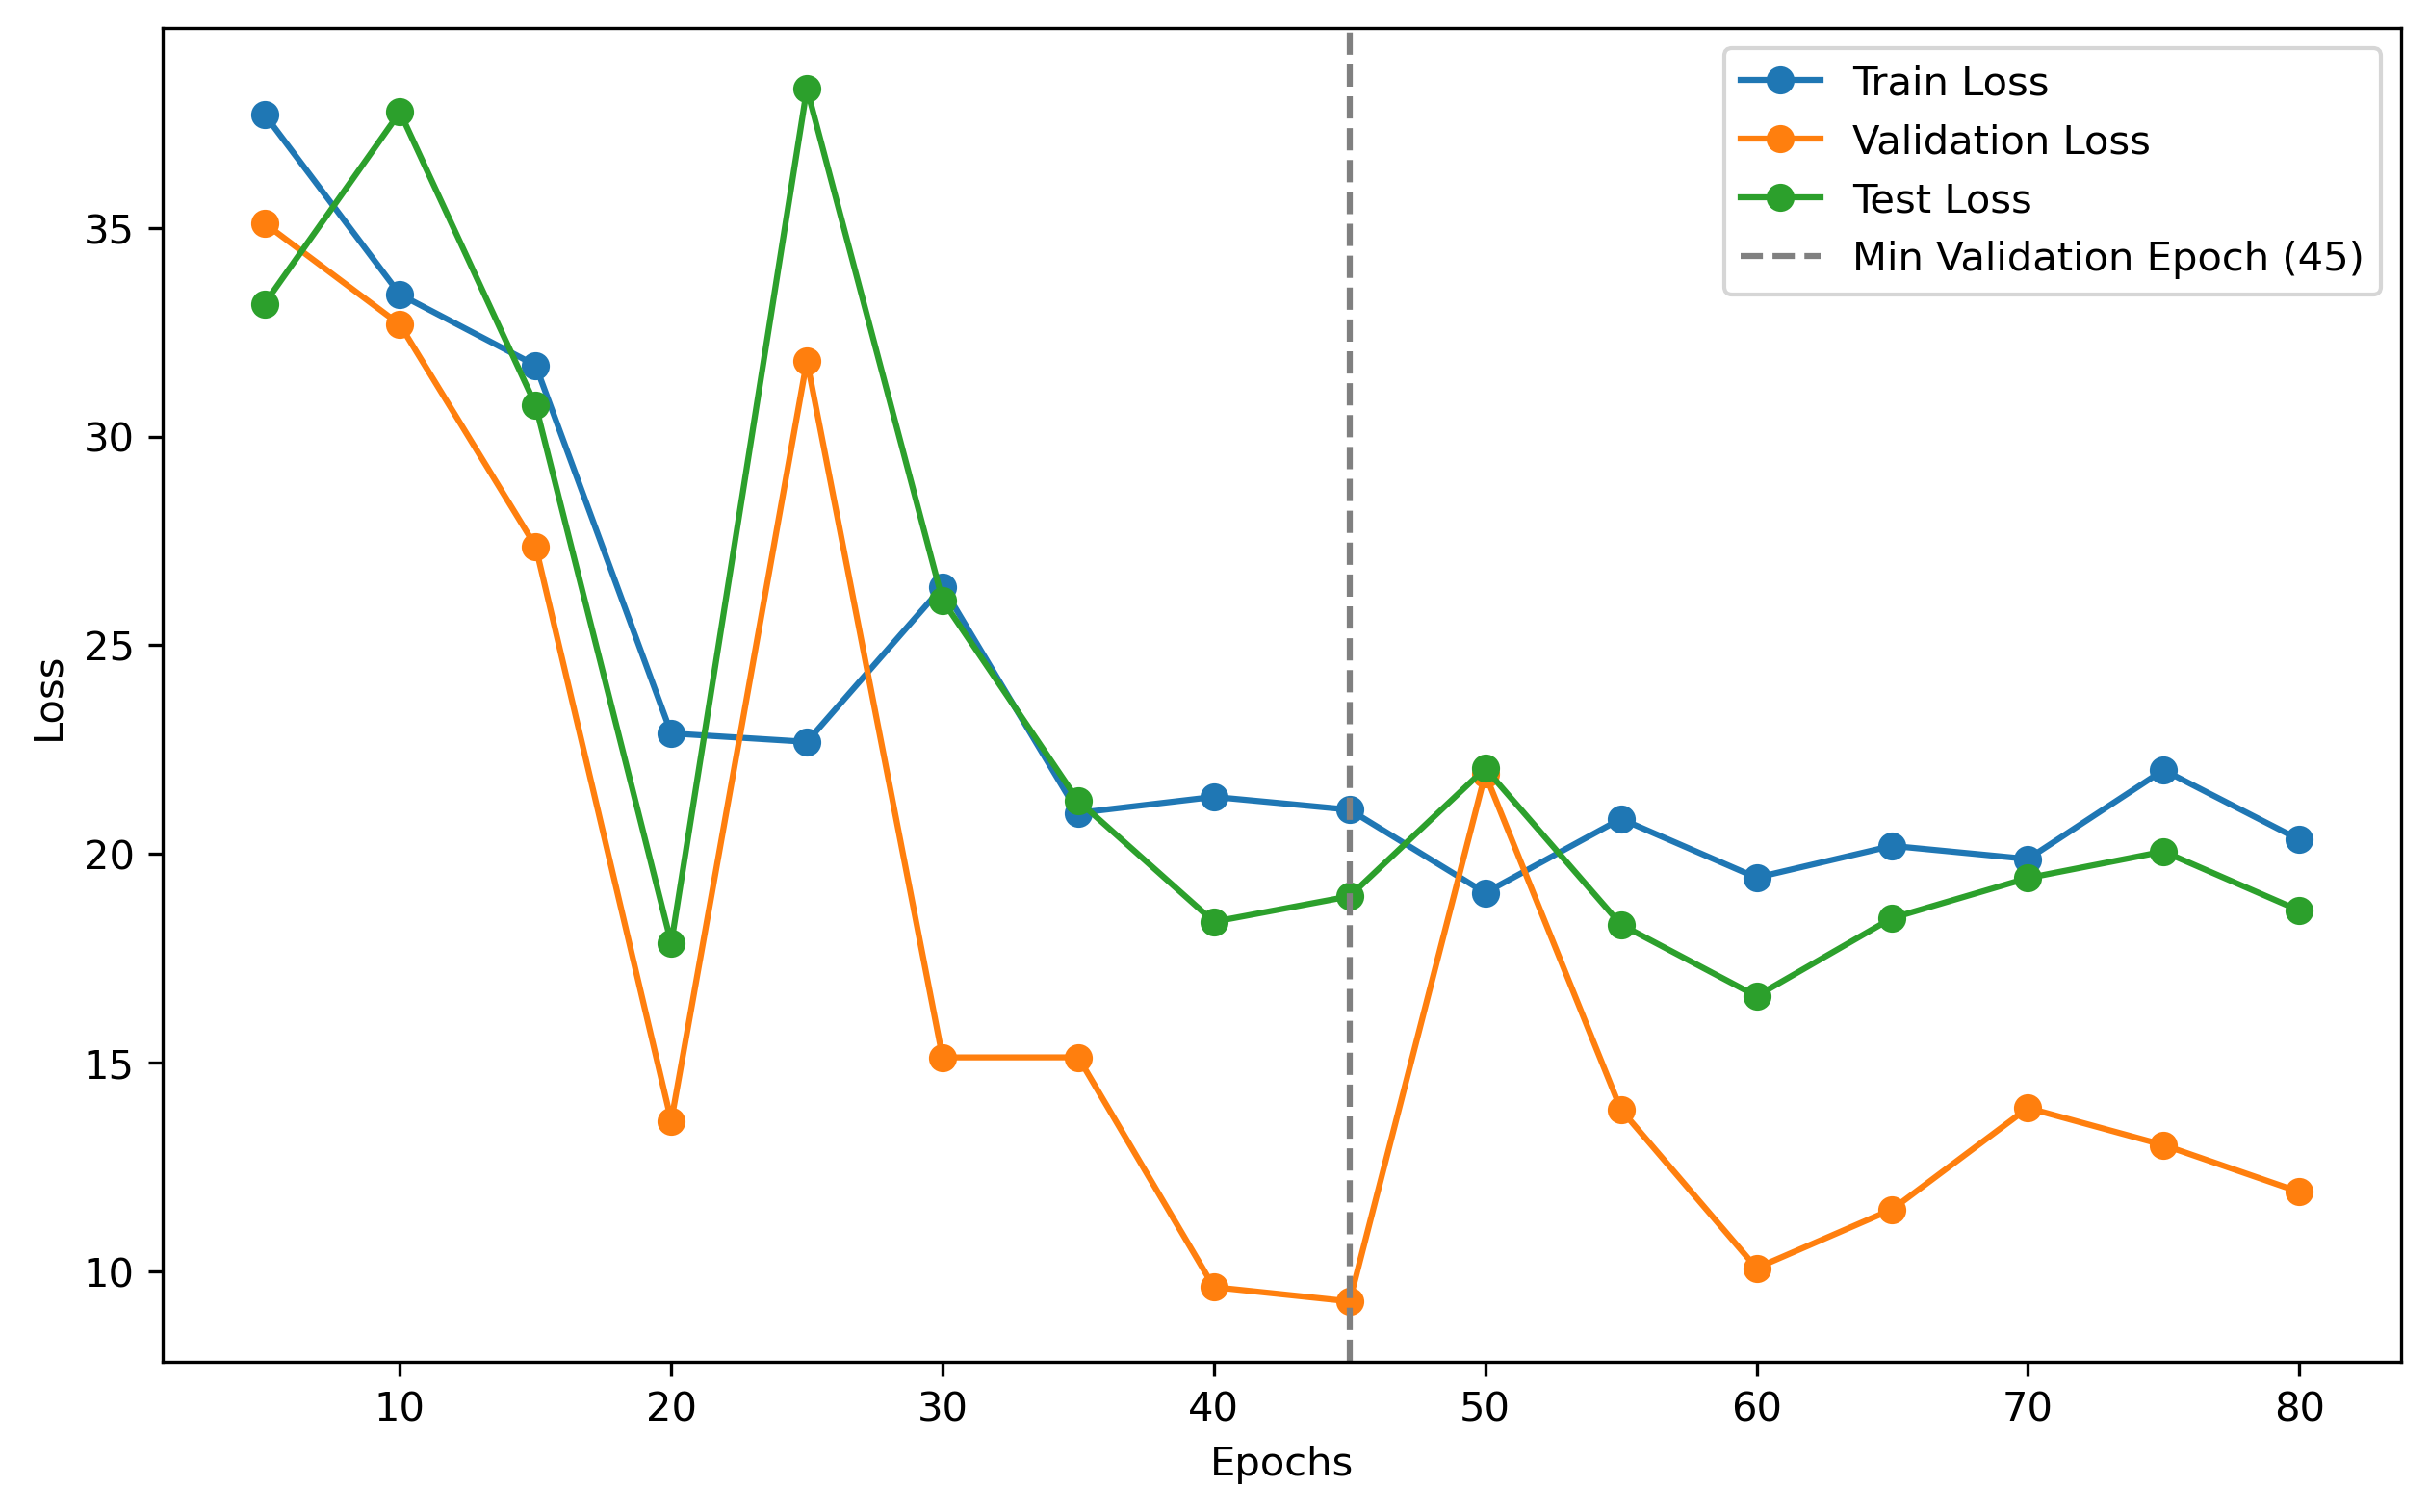 Train Loss
Validation Loss
Test Loss
Min Validation Epoch (45)
35
30
25
20
15
10
Loss
10 20 30 40 50 60 70 80
Epochs